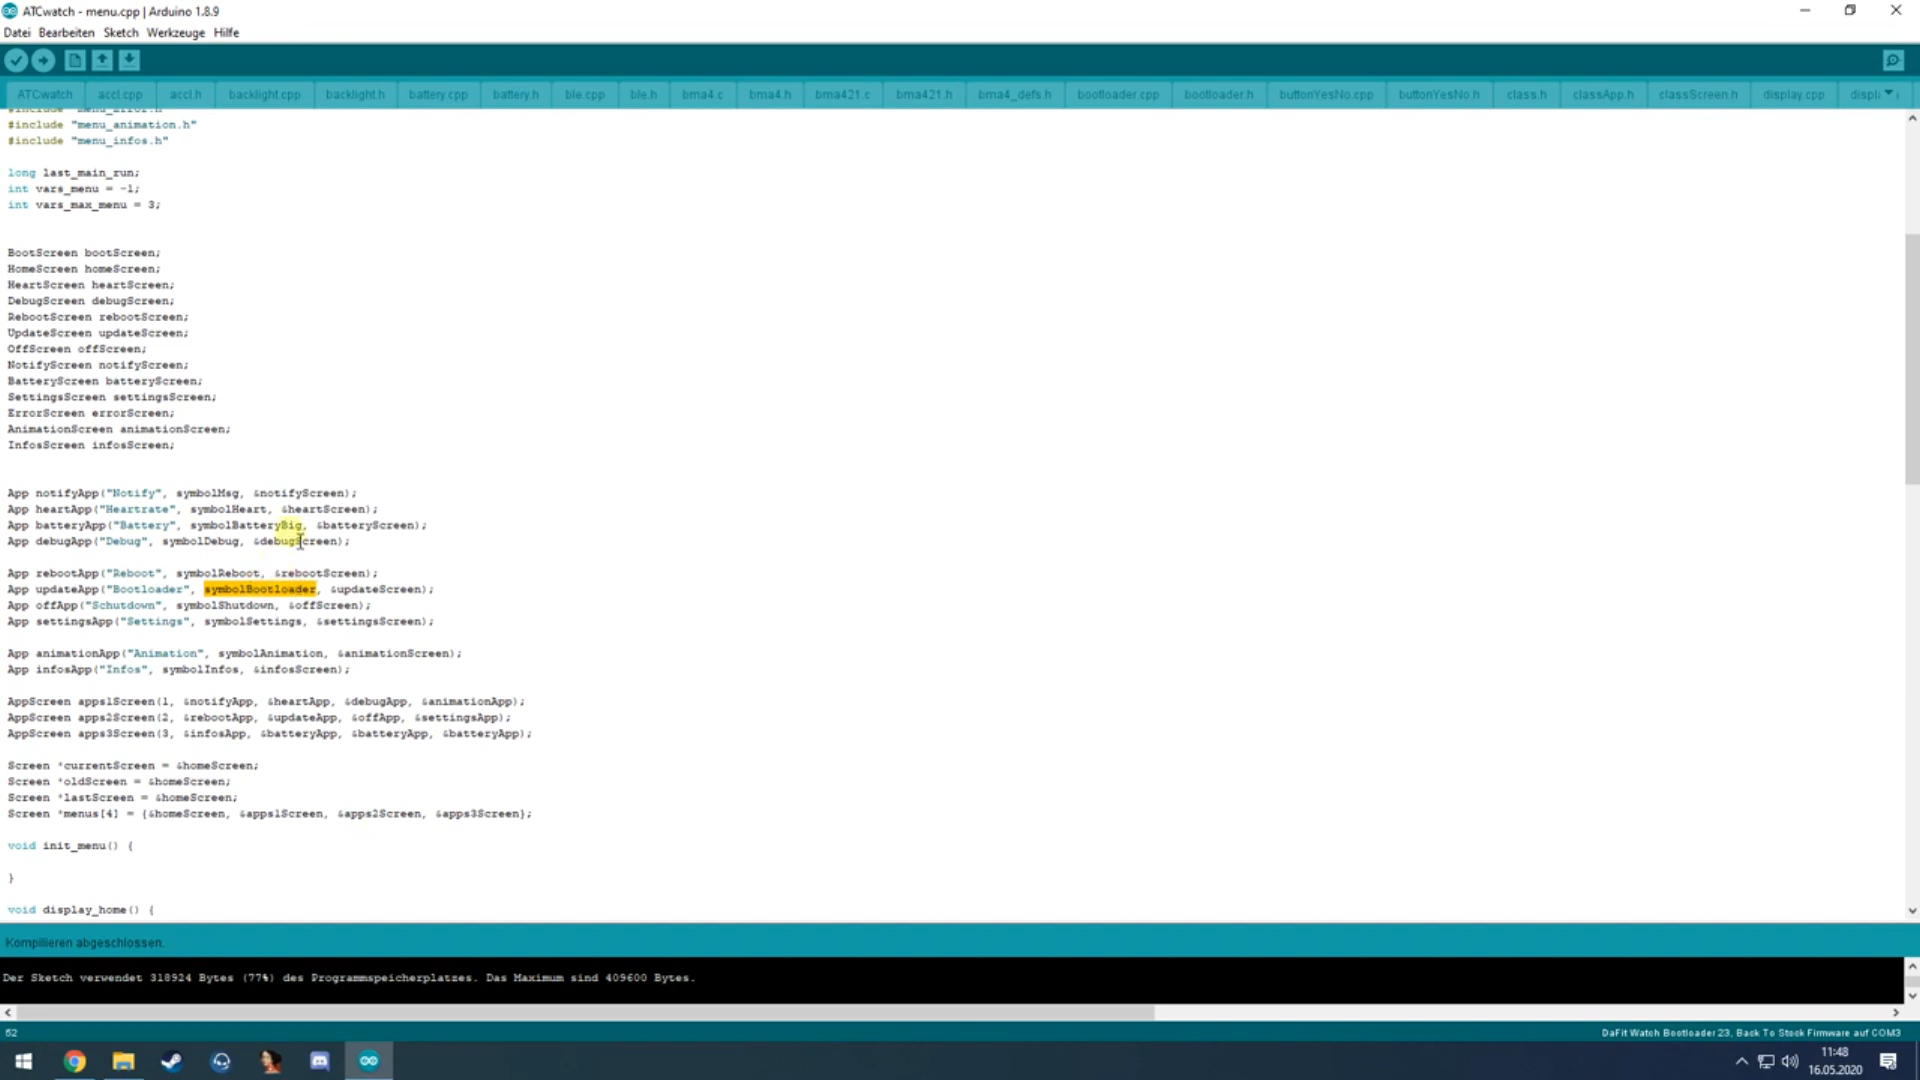 ATCwatch - menu.cpp | Arduino 1.8.9
Datei Bearbeiten Sketch Werkzeuge Hilfe
ATCwatch accl.cpp accl.h backlight.cpp backlight.h battery.cpp battery.h ble.cpp ble.h bma4.c bma4.h bma421.c bma421.h bma4_defs.h bootloader.cpp bootloader.h buttonYesNo.cpp buttonYesNo.h class.h classApp.h classScreen.h display.cpp
#include "menu_error.h"
#include "menu_animation.h"
#include "menu_infos.h"
long last_main_run;
int vars_menu = -1;
int vars_max_menu = 3;
BootScreen bootScreen;
HomeScreen homeScreen;
HeartScreen heartScreen;
DebugScreen debugScreen;
RebootScreen rebootScreen;
UpdateScreen updateScreen;
OffScreen offScreen;
NotifyScreen notifyScreen;
BatteryScreen batteryScreen;
SettingsScreen settingsScreen;
ErrorScreen errorScreen;
AnimationScreen animationScreen;
InfosScreen infosScreen;
App notifyApp("Notify", symbolMsg, &notifyScreen);
App heartApp("Heartrate", symbolHeart, &heartScreen);
App batteryApp("Battery", symbolBatteryBig, &batteryScreen);
App debugApp("Debug", symbolDebug, &debugScreen);
App rebootApp("Reboot", symbolReboot, &rebootScreen);
App updateApp("Bootloader", symbolBootloader, &updateScreen);
App offApp("Schutdown", symbolShutdown, &offScreen);
App settingsApp("Settings", symbolSettings, &settingsScreen);
App animationApp("Animation", symbolAnimation, &animationScreen);
App infosApp("Infos", symbolInfos, &infosScreen);
AppScreen apps1Screen(1, &notifyApp, &heartApp, &debugApp, &animationApp);
AppScreen apps2Screen(2, &rebootApp, &updateApp, &offApp, &settingsApp);
AppScreen apps3Screen(3, &infosApp, &batteryApp, &batteryApp, &batteryApp);
Screen *currentScreen = &homeScreen;
Screen *oldScreen = &homeScreen;
Screen *lastScreen = &homeScreen;
Screen *menus[4] = {&homeScreen, &apps1Screen, &apps2Screen, &apps3Screen};
void init_menu() {
}
void display_home() {
Kompilieren abgeschlossen.
Der Sketch verwendet 318924 Bytes (77%) des Programmspeicherplatzes. Das Maximum sind 409600 Bytes.
62
DaFit Watch Bootloader 23, Back To Stock Firmware auf COM3
11:48
16.05.2020